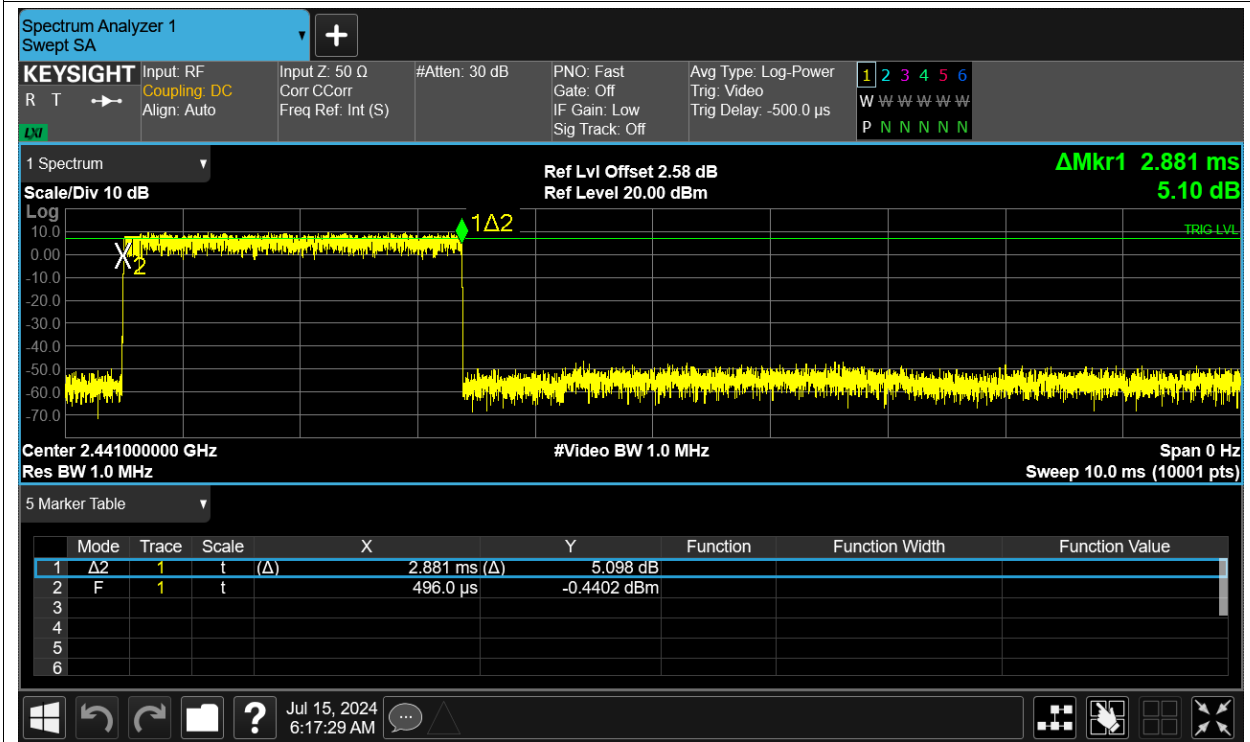 Spectrum Analyzer 1
Swept SA
+
KEYSIGHT
R T
LXI
Input: RF
Coupling: DC
Align: Auto
Input Z: 50 Ω
Corr CCorr
Freq Ref: Int (S)
#Atten: 30 dB
PNO: Fast
Gate: Off
IF Gain: Low
Sig Track: Off
Avg Type: Log-Power
Trig: Video
Trig Delay: -500.0 µs
1 2 3 4 5 6
W W W W W W
P N N N N N
1 Spectrum
Scale/Div 10 dB
Ref Lvl Offset 2.58 dB
Ref Level 20.00 dBm
ΔMkr1 2.881 ms
5.10 dB
Log
10.0
0.00
-10.0
-20.0
-30.0
-40.0
-50.0
-60.0
-70.0
1Δ2
X2
TRIG LVL
Center 2.441000000 GHz
Res BW 1.0 MHz
#Video BW 1.0 MHz
Span 0 Hz
Sweep 10.0 ms (10001 pts)
5 Marker Table
Mode Trace Scale X Y Function Function Width Function Value
1 Δ2 1 t (Δ) 2.881 ms (Δ) 5.098 dB
2 F 1 t 496.0 µs -0.4402 dBm
3
4
5
6
?
Jul 15, 2024
6:17:29 AM